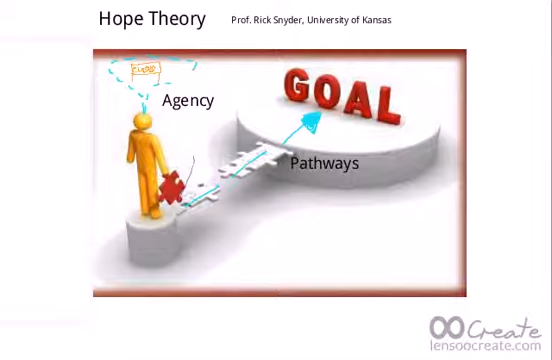 Hope Theory
Prof. Rick Snyder, University of Kansas
GOAL
Agency
Pathways
Create
lensoocreate.com